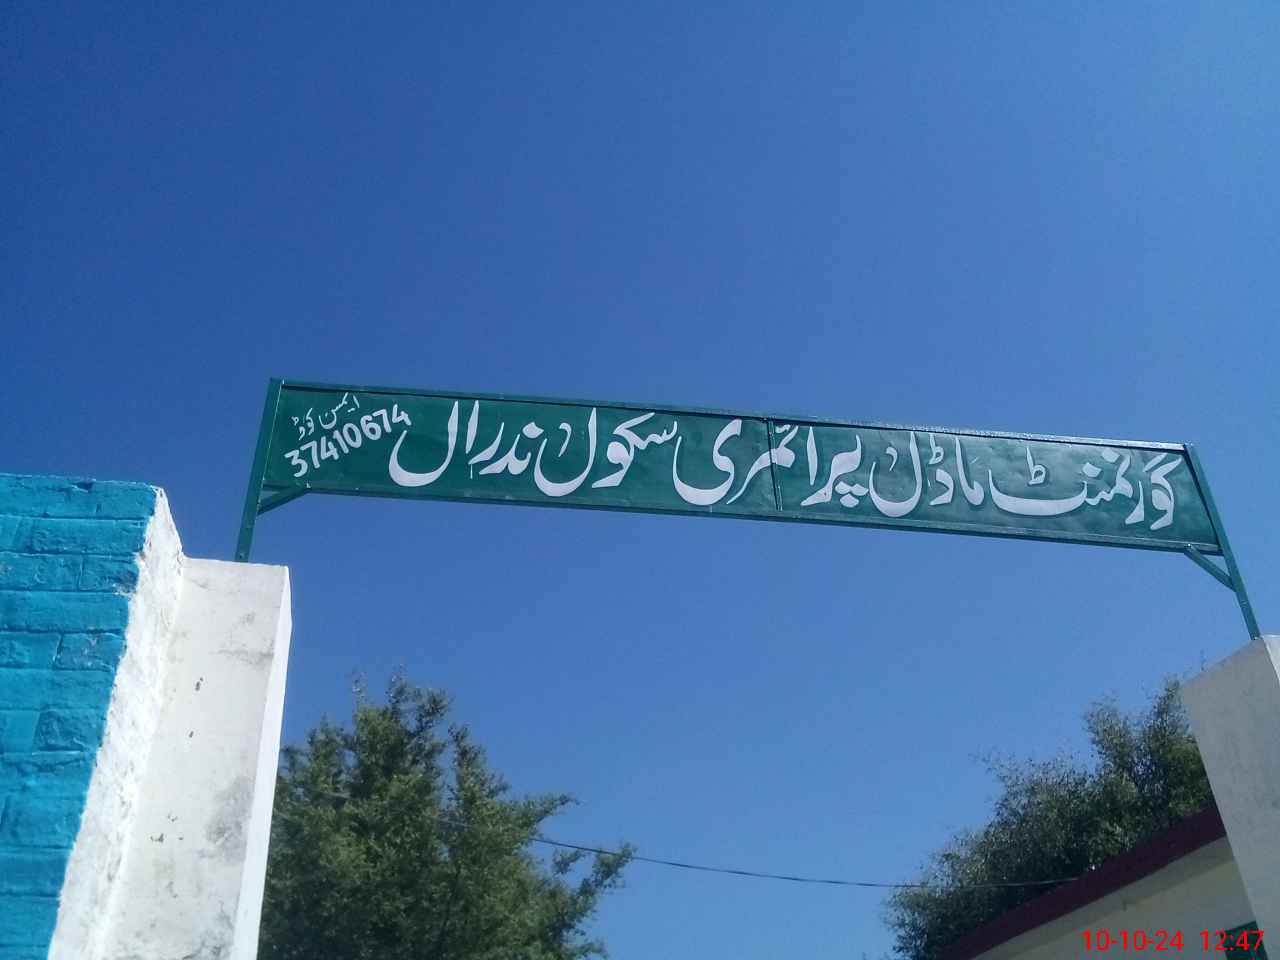 گورنمنٹ ماڈل پرائمری سکول ندرال
ایمس کوڈ
37410674
10-10-24 12:47